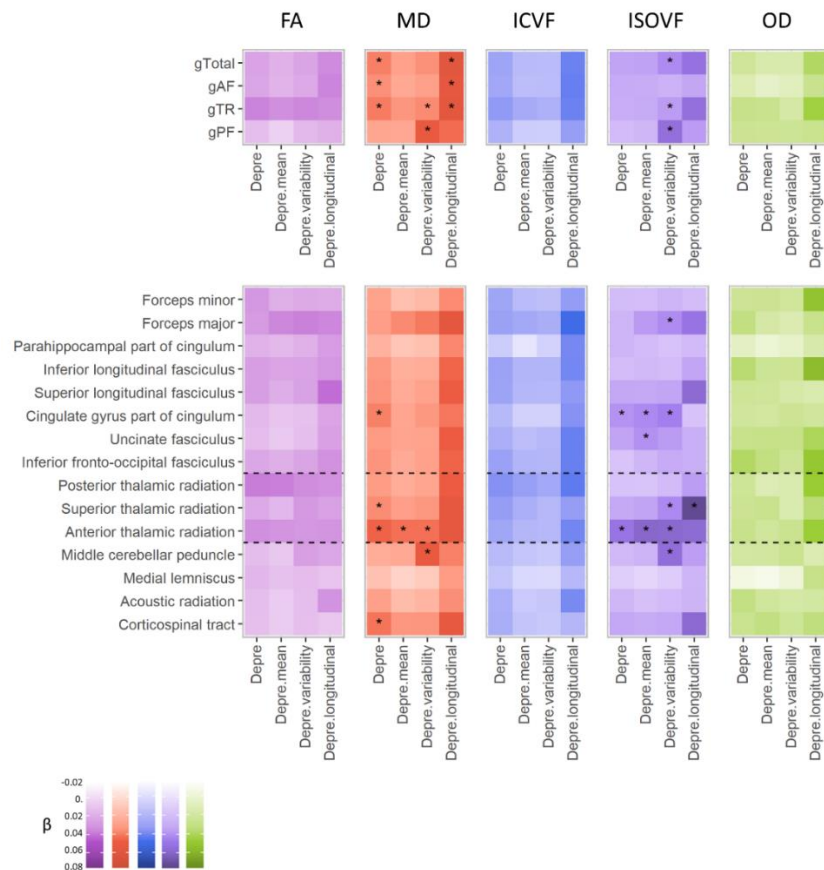 FA MD ICVF ISOVF OD
gTotal * * *
gAF * *
gTR * * * *
gPF * *
Depre Depre.mean Depre.variability Depre.longitudinal Depre Depre.mean Depre.variability Depre.longitudinal Depre Depre.mean Depre.variability Depre.longitudinal Depre Depre.mean Depre.variability Depre.longitudinal Depre Depre.mean Depre.variability Depre.longitudinal
Forceps minor
Forceps major *
Parahippocampal part of cingulum
Inferior longitudinal fasciculus
Superior longitudinal fasciculus
Cingulate gyrus part of cingulum * * * *
Uncinate fasciculus *
Inferior fronto-occipital fasciculus
Posterior thalamic radiation
Superior thalamic radiation * * *
Anterior thalamic radiation * * * * * *
Middle cerebellar peduncle * *
Medial lemniscus
Acoustic radiation
Corticospinal tract *
Depre Depre.mean Depre.variability Depre.longitudinal Depre Depre.mean Depre.variability Depre.longitudinal Depre Depre.mean Depre.variability Depre.longitudinal Depre Depre.mean Depre.variability Depre.longitudinal Depre Depre.mean Depre.variability Depre.longitudinal
-0.02
0.
0.02
β
0.04
0.06
0.08